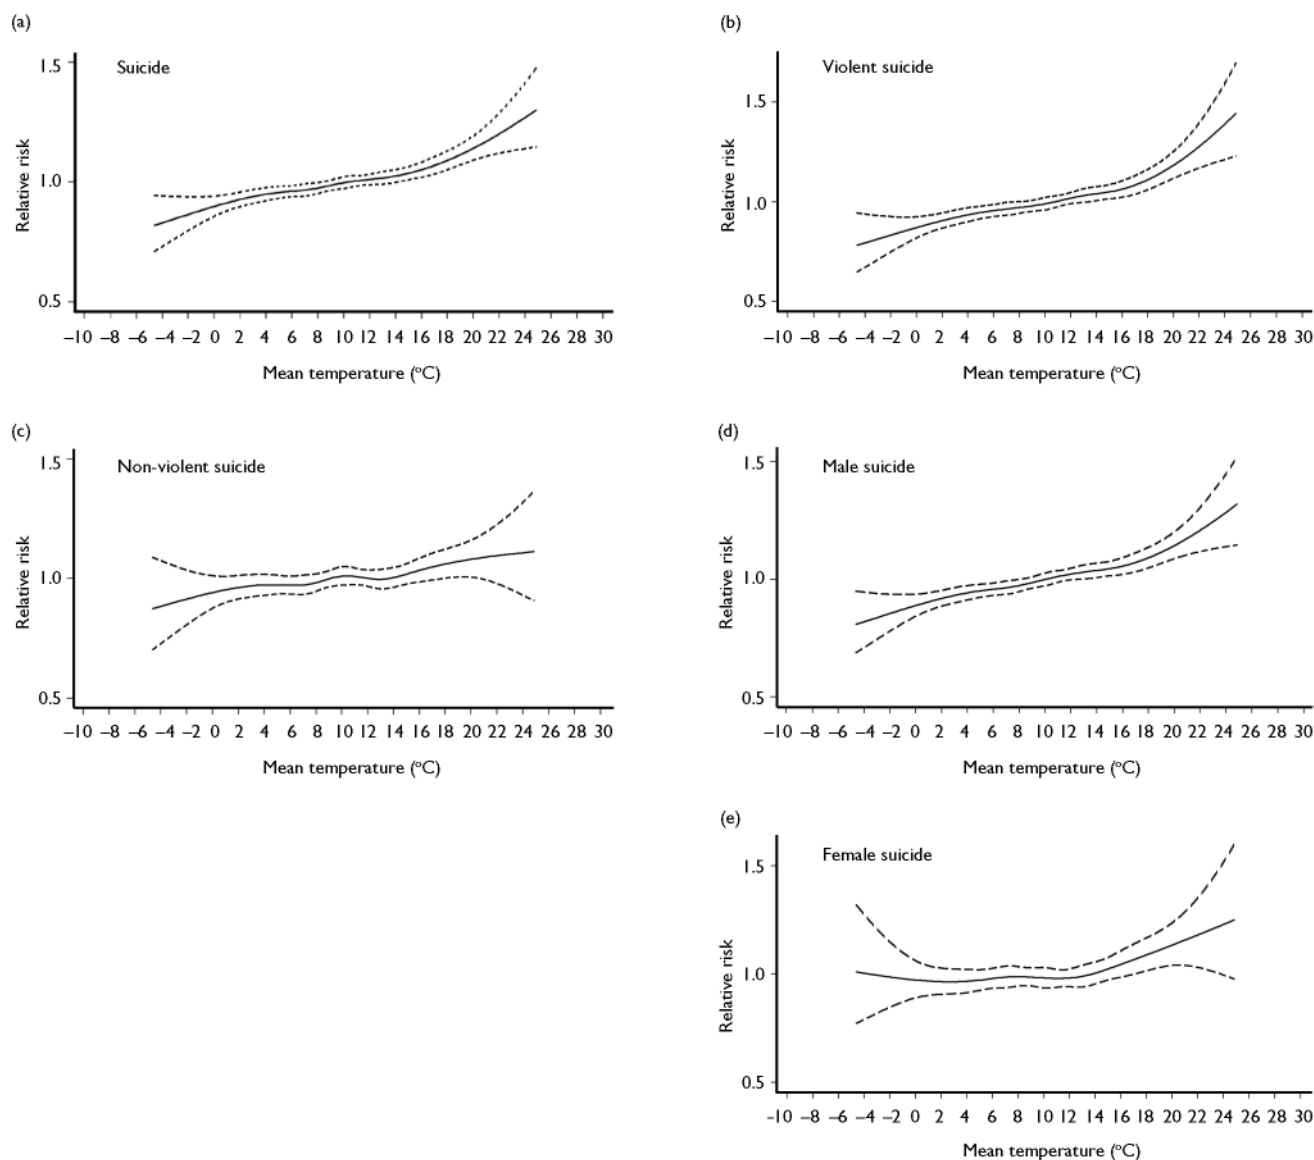 (a)
Suicide
1.5
1.0
0.5
Relative risk
–10 –8 –6 –4 –2 0 2 4 6 8 10 12 14 16 18 20 22 24 26 28 30
Mean temperature (°C)
(b)
Violent suicide
1.5
1.0
0.5
Relative risk
–10 –8 –6 –4 –2 0 2 4 6 8 10 12 14 16 18 20 22 24 26 28 30
Mean temperature (°C)
(c)
Non-violent suicide
1.5
1.0
0.5
Relative risk
–10 –8 –6 –4 –2 0 2 4 6 8 10 12 14 16 18 20 22 24 26 28 30
Mean temperature (°C)
(d)
Male suicide
1.5
1.0
0.5
Relative risk
–10 –8 –6 –4 –2 0 2 4 6 8 10 12 14 16 18 20 22 24 26 28 30
Mean temperature (°C)
(e)
Female suicide
1.5
1.0
0.5
Relative risk
–10 –8 –6 –4 –2 0 2 4 6 8 10 12 14 16 18 20 22 24 26 28 30
Mean temperature (°C)